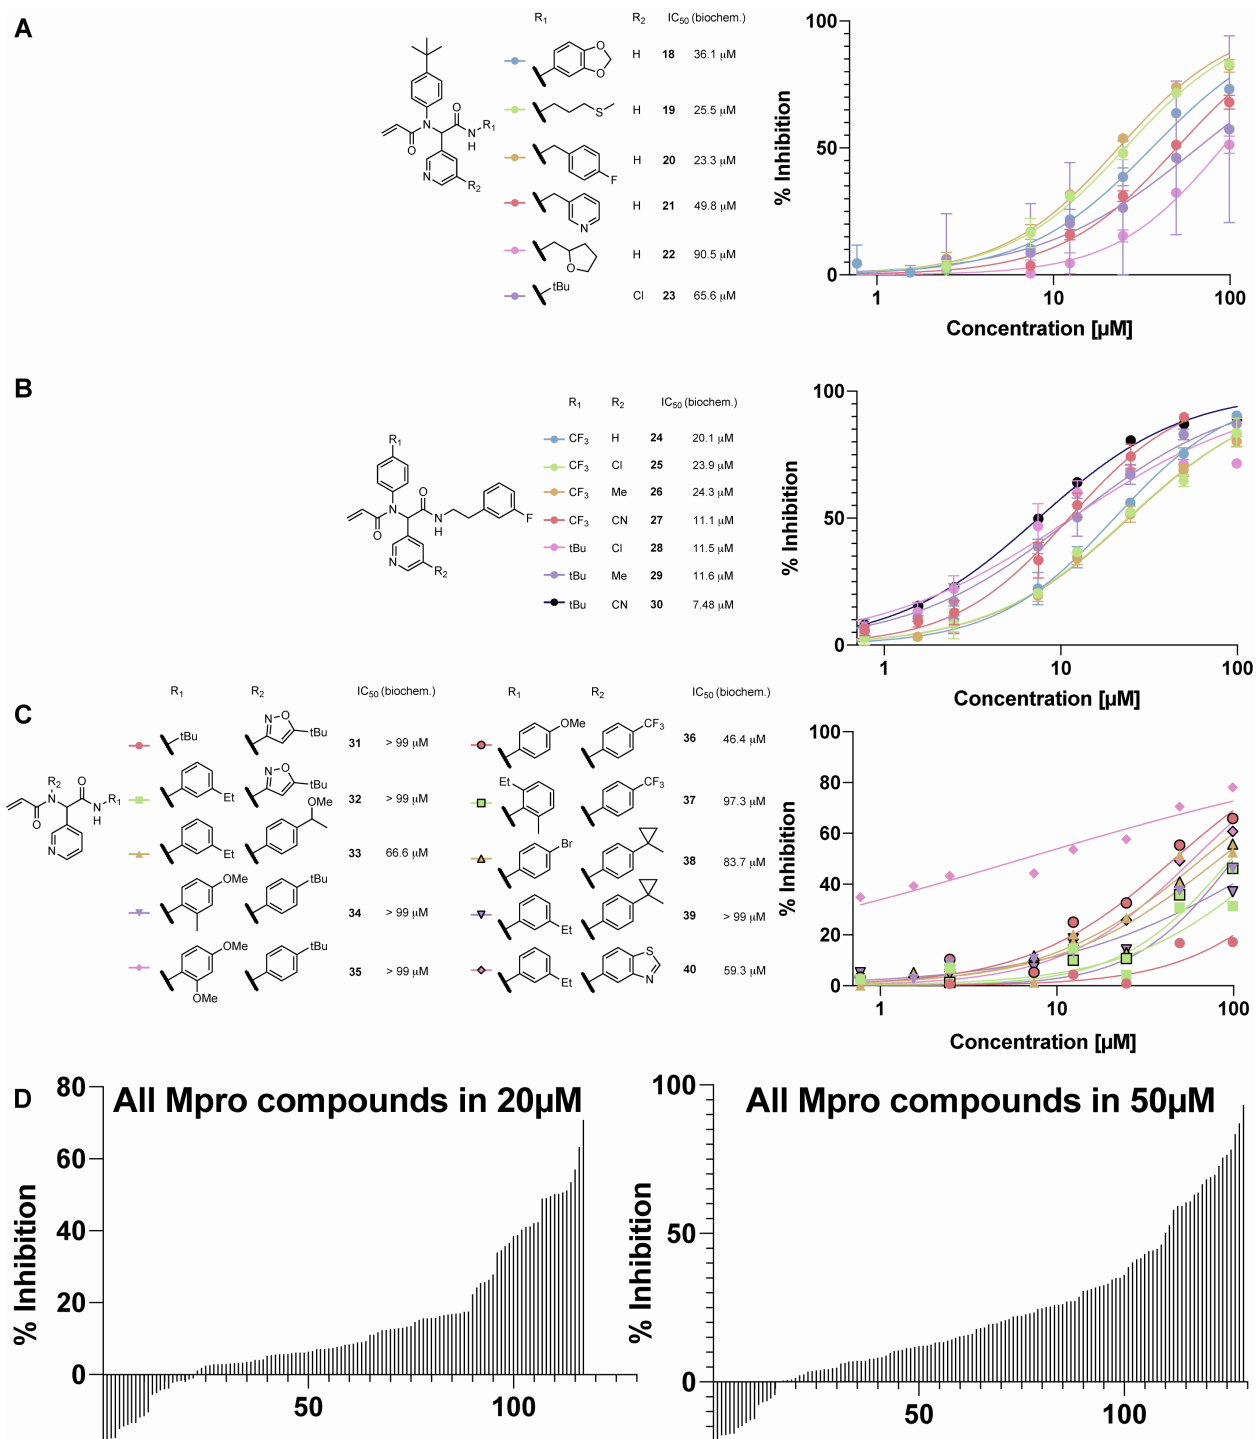 A
R1 R2 IC50 (biochem.)
H 18 36.1 µM
H 19 25.5 µM
H 20 23.3 µM
H 21 49.8 µM
H 22 90.5 µM
tBu Cl 23 65.6 µM
O
O
S
F
N
O
N
O
N
H
R1
O
N
R2
100
50
0
% Inhibition
1 10 100
Concentration [µM]
B
R1 R2 IC50 (biochem.)
CF3 H 24 20.1 µM
CF3 Cl 25 23.9 µM
CF3 Me 26 24.3 µM
CF3 CN 27 11.1 µM
tBu Cl 28 11.5 µM
tBu Me 29 11.6 µM
tBu CN 30 7.48 µM
R1
N
O
N
H
F
O
N
R2
100
50
0
% Inhibition
1 10 100
Concentration [µM]
C
R1 R2 IC50 (biochem.)
tBu N O tBu 31 > 99 µM
Et N O tBu 32 > 99 µM
Et OMe 33 66.6 µM
OMe tBu 34 > 99 µM
OMe OMe tBu 35 > 99 µM
R2
N
O
N
H
R1
O
N
R1 R2 IC50 (biochem.)
OMe CF3 36 46.4 µM
Et CF3 37 97.3 µM
Br 38 83.7 µM
Et 39 > 99 µM
Et S N 40 59.3 µM
100
80
60
40
20
0
% Inhibition
1 10 100
Concentration [µM]
D
All Mpro compounds in 20µM
80
60
40
20
0
% Inhibition
50 100
All Mpro compounds in 50µM
100
50
0
% Inhibition
50 100